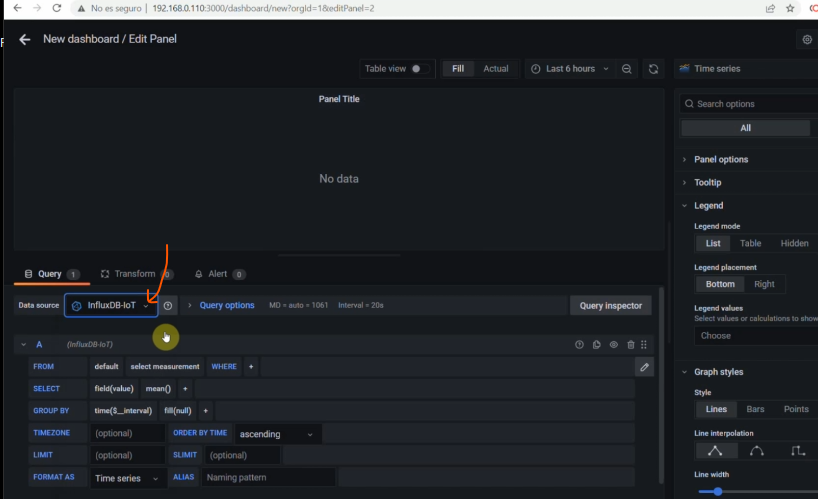 No es seguro | 192.168.0.110:3000/dashboard/new?orgId=1&editPanel=2
New dashboard / Edit Panel
Table view Fill Actual Last 6 hours Time series
Panel Title
Search options
All
No data
Panel options
Tooltip
Legend
Legend mode
List Table Hidden
Legend placement
Bottom Right
Query 1 Transform 0 Alert 0
Data source InfluxDB-IoT Query options MD = auto = 1061 Interval = 20s Query inspector
Legend values
Select values or calculations to show
Choose
A (InfluxDB-IoT)
FROM default select measurement WHERE +
SELECT field(value) mean() +
GROUP BY time($__interval) fill(null) +
TIMEZONE (optional) ORDER BY TIME ascending
LIMIT (optional) SLIMIT (optional)
FORMAT AS Time series ALIAS Naming pattern
Graph styles
Style
Lines Bars Points
Line interpolation
Line width